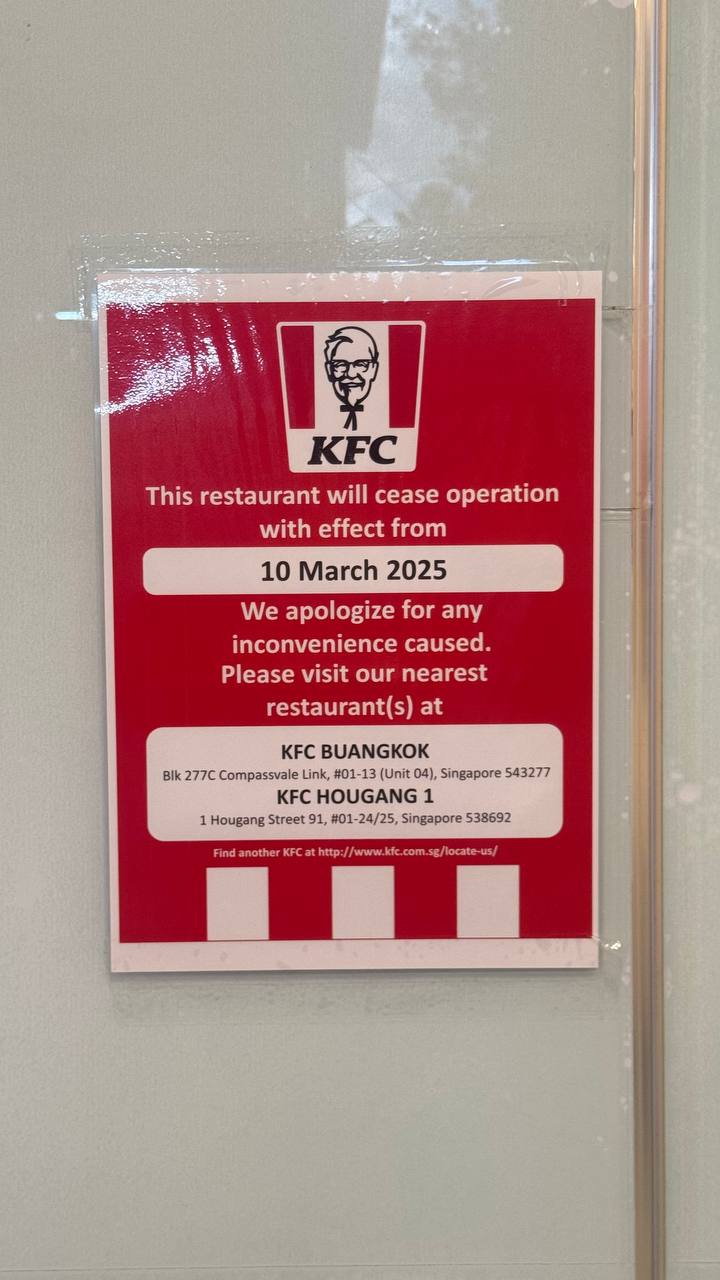 KFC
This restaurant will cease operation
with effect from
10 March 2025
We apologize for any
inconvenience caused.
Please visit our nearest
restaurant(s) at
KFC BUANGKOK
Blk 277C Compassvale Link, #01-13 (Unit 04), Singapore 543277
KFC HOUGANG 1
1 Hougang Street 91, #01-24/25, Singapore 538692
Find another KFC at http://www.kfc.com.sg/locate-us/